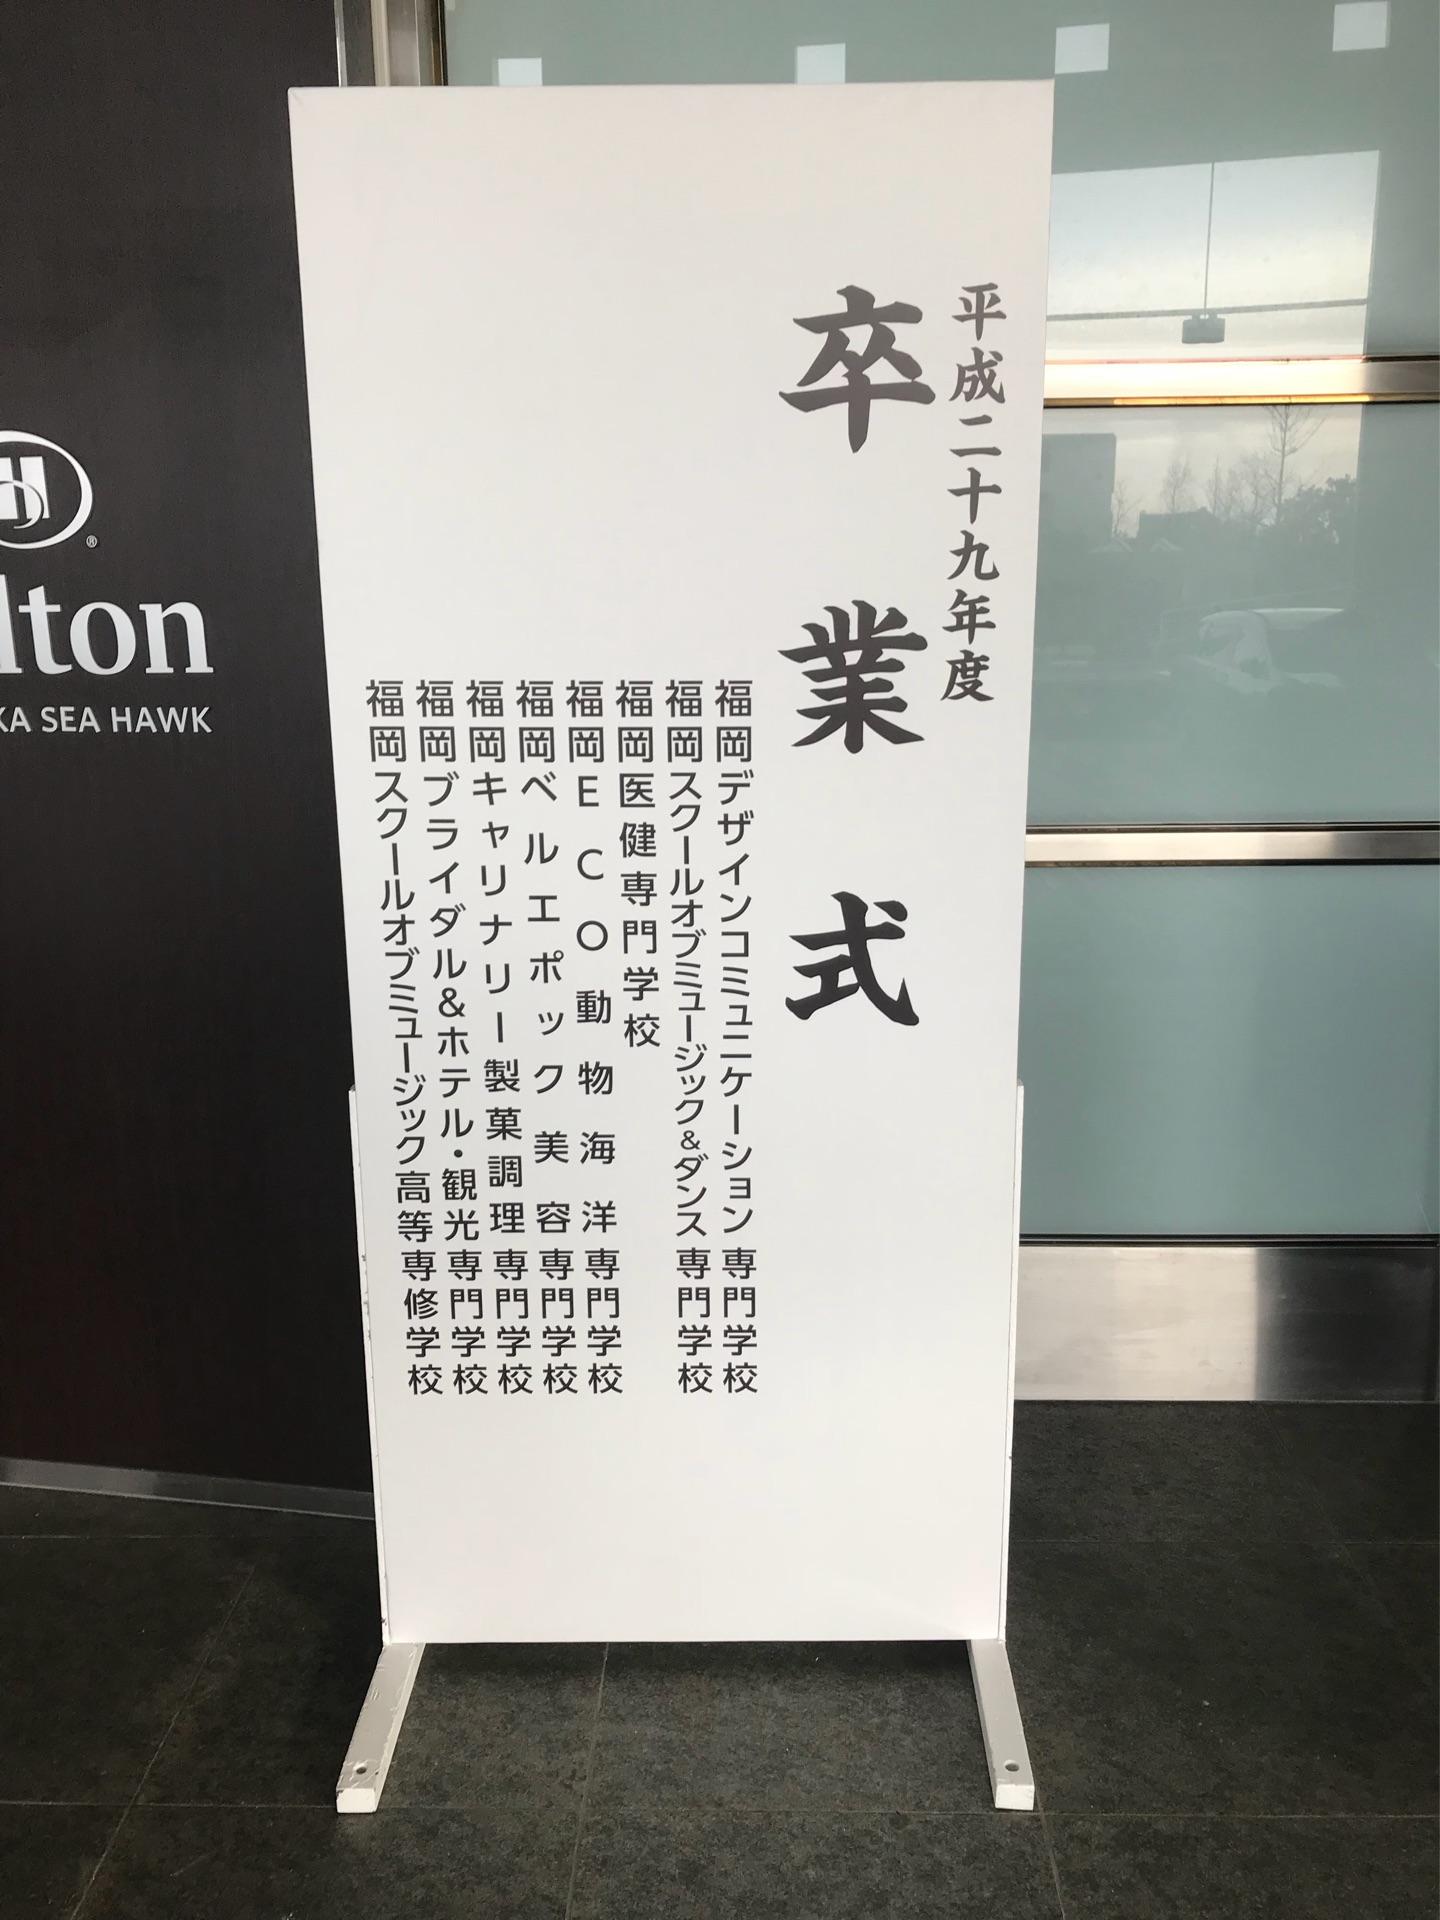 平成二十九年度
卒業式
福岡デザインコミュニケーション専門学校
福岡スクールオブミュージック&ダンス専門学校
福岡医健専門学校
福岡ECO動物海洋専門学校
福岡ベルエポック美容専門学校
福岡キャリナリー製菓調理専門学校
福岡ブライダル&ホテル・観光専門学校
福岡スクールオブミュージック高等専修学校
lton
KA SEA HAWK